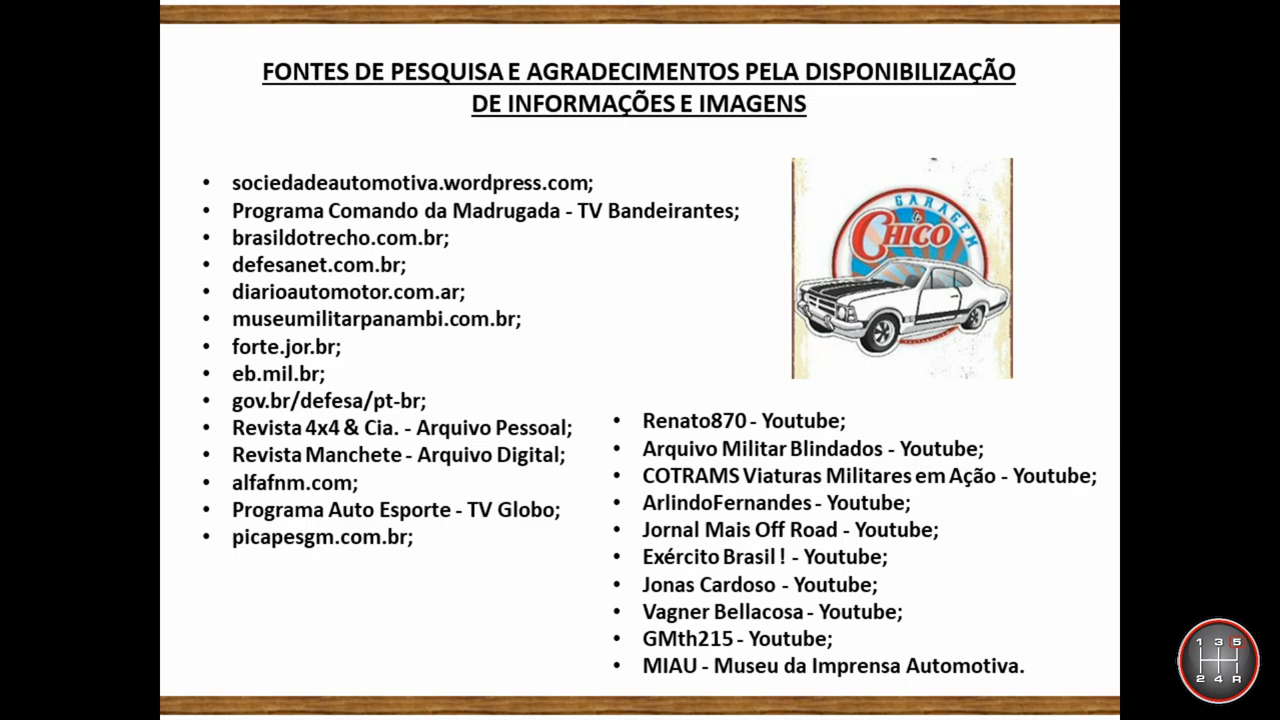 FONTES DE PESQUISA E AGRADECIMENTOS PELA DISPONIBILIZAÇÃO
DE INFORMAÇÕES E IMAGENS
• sociedadeautomotiva.wordpress.com;
• Programa Comando da Madrugada - TV Bandeirantes;
• brasildotrecho.com.br;
• defesanet.com.br;
• diarioautomotor.com.ar;
• museumilitarpanambi.com.br;
• forte.jor.br;
• eb.mil.br;
• gov.br/defesa/pt-br;
• Revista 4x4 & Cia. - Arquivo Pessoal;
• Revista Manchete - Arquivo Digital;
• alfafnm.com;
• Programa Auto Esporte - TV Globo;
• picapesgm.com.br;
GARAGEM
do
CHICO
• Renato870 - Youtube;
• Arquivo Militar Blindados - Youtube;
• COTRAMS Viaturas Militares em Ação - Youtube;
• ArlindoFernandes - Youtube;
• Jornal Mais Off Road - Youtube;
• Exército Brasil ! - Youtube;
• Jonas Cardoso - Youtube;
• Vagner Bellacosa - Youtube;
• GMth215 - Youtube;
• MIAU - Museu da Imprensa Automotiva.
1 3 5
2 4 R